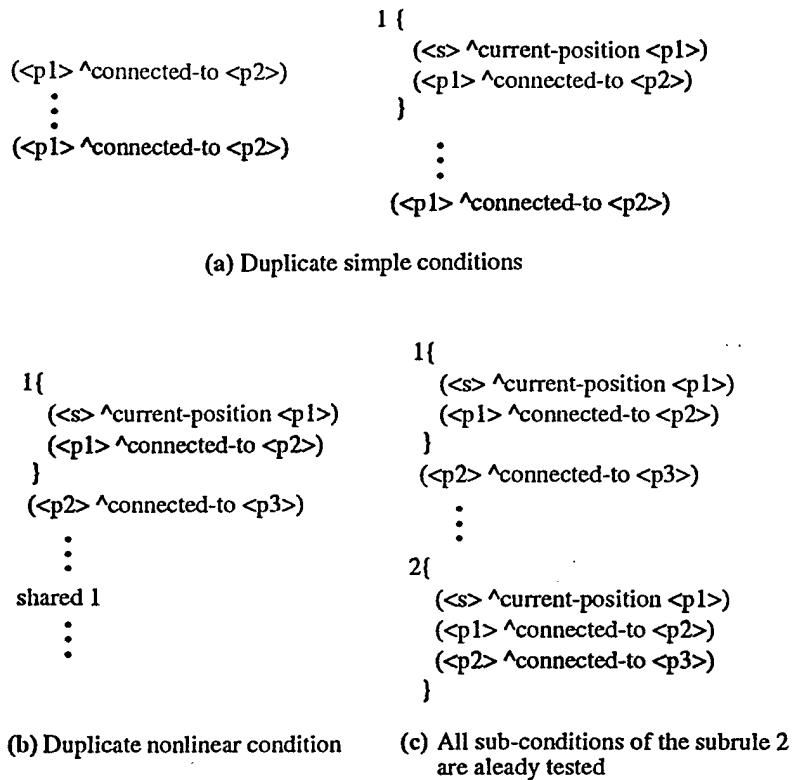 (<p1> ^connected-to <p2>)
(<p1> ^connected-to <p2>)
1 {
(<s> ^current-position <p1>)
(<p1> ^connected-to <p2>)
}
(<p1> ^connected-to <p2>)
(a) Duplicate simple conditions
1{
(<s> ^current-position <p1>)
(<p1> ^connected-to <p2>)
}
(<p2> ^connected-to <p3>)
shared 1
(b) Duplicate nonlinear condition
1{
(<s> ^current-position <p1>)
(<p1> ^connected-to <p2>)
}
(<p2> ^connected-to <p3>)
2{
(<s> ^current-position <p1>)
(<p1> ^connected-to <p2>)
(<p2> ^connected-to <p3>)
}
(c) All sub-conditions of the subrule 2
are aleady tested